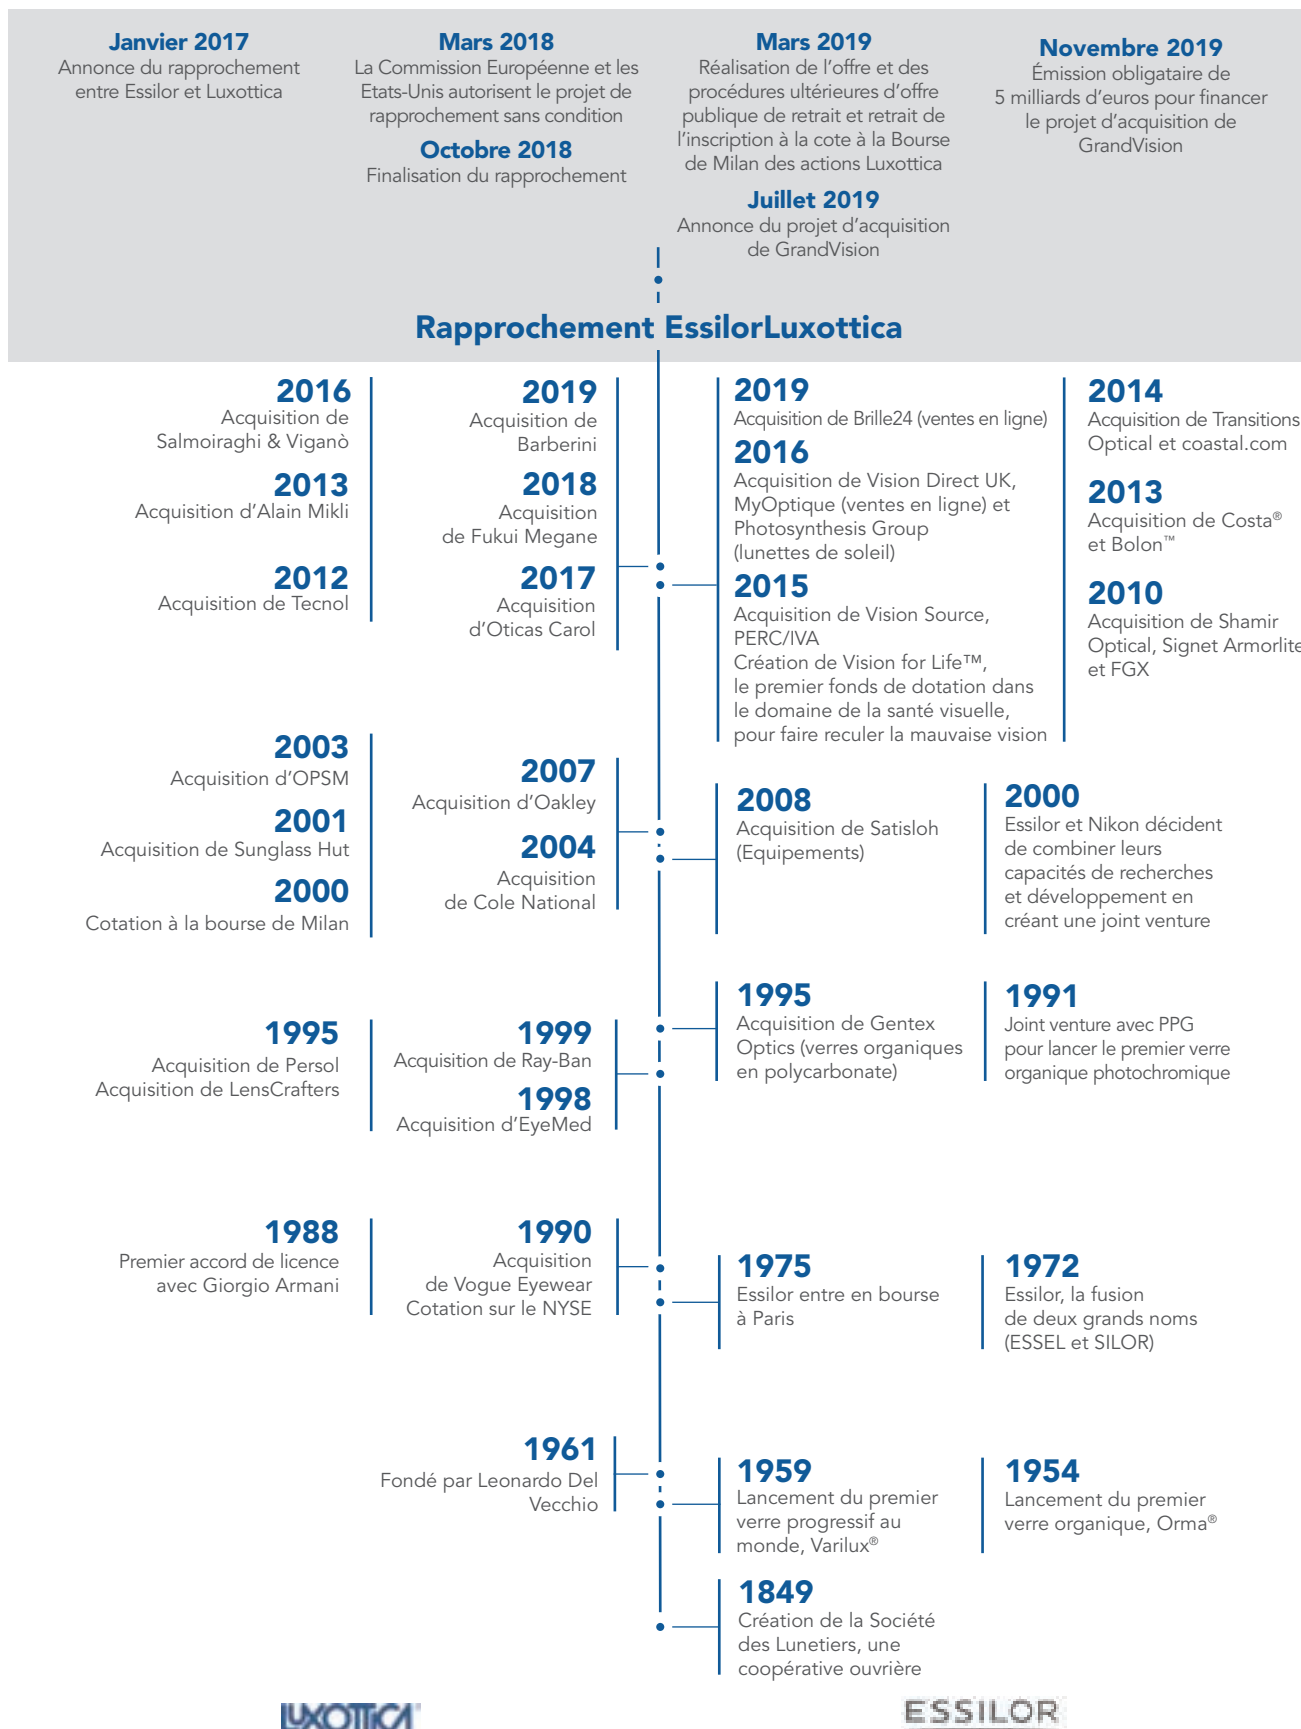 Janvier 2017
Annonce du rapprochement
entre Essilor et Luxottica
Mars 2018
La Commission Européenne et les
Etats-Unis autorisent le projet de
rapprochement sans condition
Octobre 2018
Finalisation du rapprochement
Mars 2019
Réalisation de l’offre et des
procédures ultérieures d’offre
publique de retrait et retrait de
l’inscription à la cote à la Bourse
de Milan des actions Luxottica
Juillet 2019
Annonce du projet d’acquisition
de GrandVision
Novembre 2019
Émission obligataire de
5 milliards d’euros pour financer
le projet d’acquisition de
GrandVision
Rapprochement EssilorLuxottica
2016
Acquisition de
Salmoiraghi & Viganò
2013
Acquisition d’Alain Mikli
2012
Acquisition de Tecnol
2019
Acquisition de
Barberini
2018
Acquisition
de Fukui Megane
2017
Acquisition
d’Oticas Carol
2019
Acquisition de Brille24 (ventes en ligne)
2016
Acquisition de Vision Direct UK,
MyOptique (ventes en ligne) et
Photosynthesis Group
(lunettes de soleil)
2015
Acquisition de Vision Source,
PERC/IVA
Création de Vision for Life™,
le premier fonds de dotation dans
le domaine de la santé visuelle,
pour faire reculer la mauvaise vision
2014
Acquisition de Transitions
Optical et coastal.com
2013
Acquisition de Costa®
et Bolon™
2010
Acquisition de Shamir
Optical, Signet Armorlite
et FGX
2003
Acquisition d’OPSM
2001
Acquisition de Sunglass Hut
2000
Cotation à la bourse de Milan
2007
Acquisition d’Oakley
2004
Acquisition
de Cole National
2008
Acquisition de Satisloh
(Equipements)
2000
Essilor et Nikon décident
de combiner leurs
capacités de recherches
et développement en
créant une joint venture
1995
Acquisition de Persol
Acquisition de LensCrafters
1999
Acquisition de Ray-Ban
1998
Acquisition d’EyeMed
1995
Acquisition de Gentex
Optics (verres organiques
en polycarbonate)
1991
Joint venture avec PPG
pour lancer le premier verre
organique photochromique
1988
Premier accord de licence
avec Giorgio Armani
1990
Acquisition
de Vogue Eyewear
Cotation sur le NYSE
1975
Essilor entre en bourse
à Paris
1972
Essilor, la fusion
de deux grands noms
(ESSEL et SILOR)
1961
Fondé par Leonardo Del
Vecchio
1959
Lancement du premier
verre progressif au
monde, Varilux®
1954
Lancement du premier
verre organique, Orma®
1849
Création de la Société
des Lunetiers, une
coopérative ouvrière
LUXOTTICA
ESSILOR